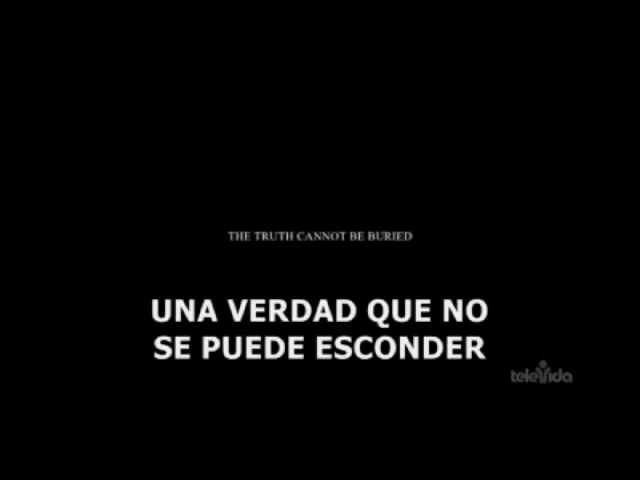 THE TRUTH CANNOT BE BURIED
UNA VERDAD QUE NO
SE PUEDE ESCONDER
teleVida